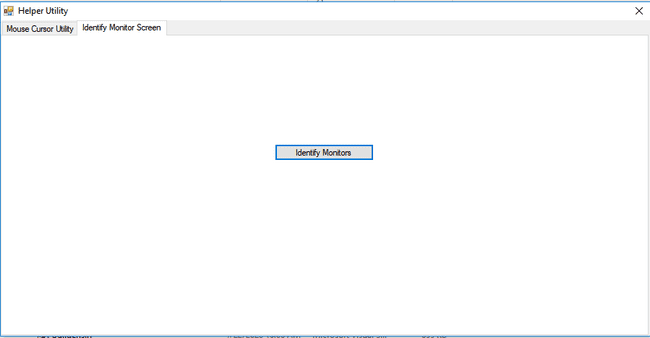 Helper Utility
Mouse Cursor Utility
Identify Monitor Screen
Identify Monitors